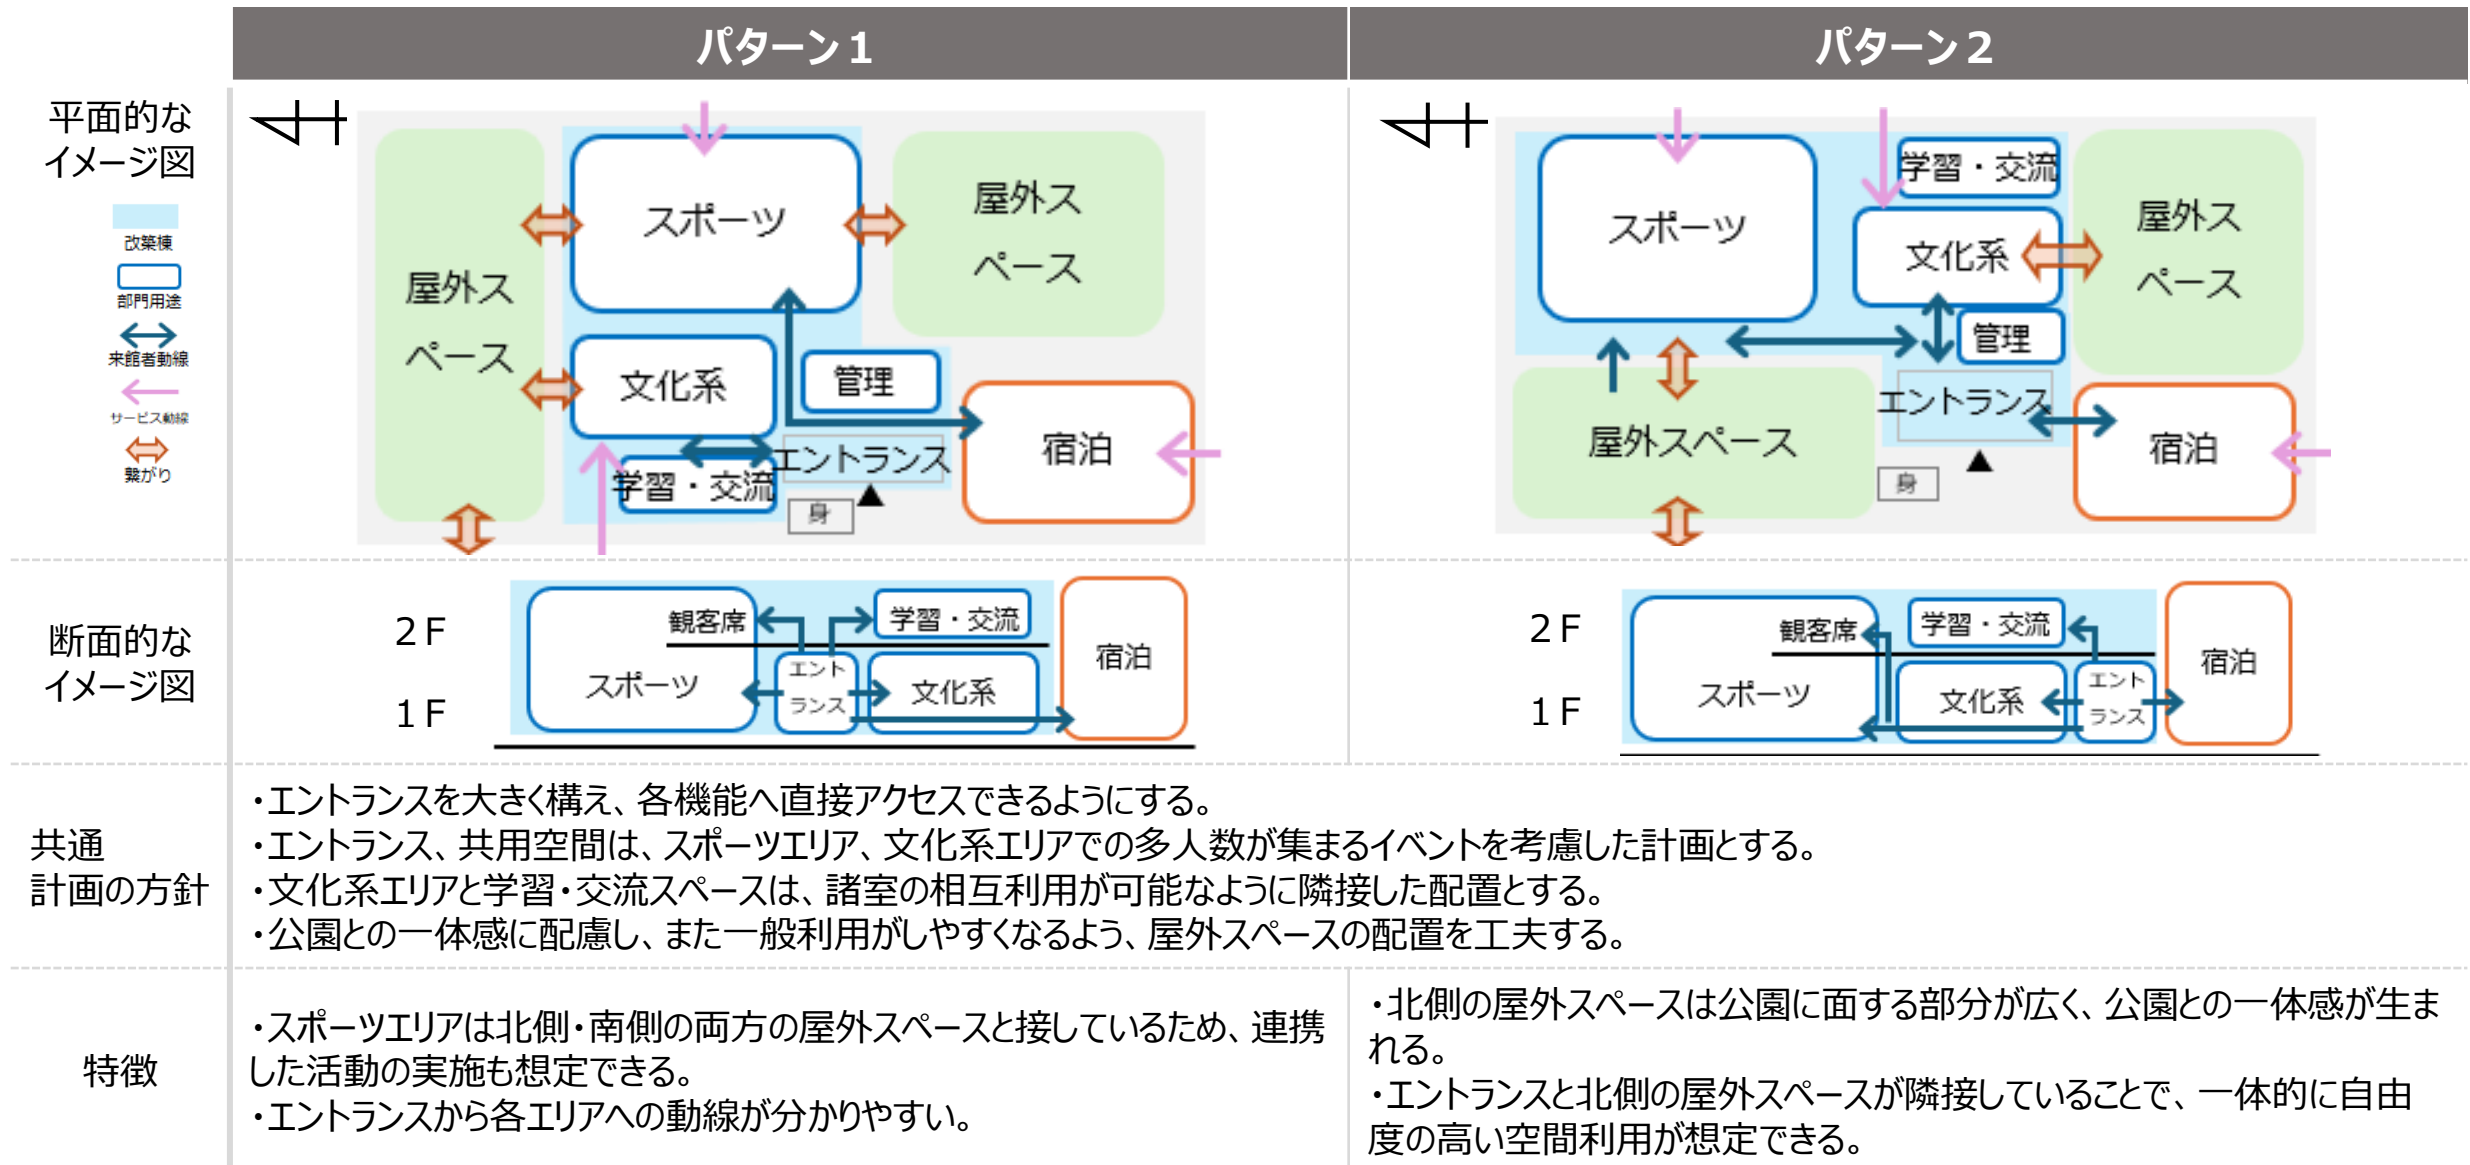 パターン１
パターン２
平面的な
イメージ図
改築棟
部門用途
来館者動線
サービス動線
繋がり
スポーツ
屋外ス
ペース
屋外ス
ペース
文化系
管理
学習・交流
エントランス
身
宿泊
スポーツ
学習・交流
文化系
屋外ス
ペース
管理
エントランス
屋外スペース
身
宿泊
断面的な
イメージ図
２Ｆ
１Ｆ
観客席
学習・交流
スポーツ
エント
ランス
文化系
宿泊
２Ｆ
１Ｆ
観客席
学習・交流
スポーツ
文化系
エント
ランス
宿泊
共通
計画の方針
・エントランスを大きく構え、各機能へ直接アクセスできるようにする。
・エントランス、共用空間は、スポーツエリア、文化系エリアでの多人数が集まるイベントを考慮した計画とする。
・文化系エリアと学習・交流スペースは、諸室の相互利用が可能なように隣接した配置とする。
・公園との一体感に配慮し、また一般利用がしやすくなるよう、屋外スペースの配置を工夫する。
特徴
・スポーツエリアは北側・南側の両方の屋外スペースと接しているため、連携
した活動の実施も想定できる。
・エントランスから各エリアへの動線が分かりやすい。
・北側の屋外スペースは公園に面する部分が広く、公園との一体感が生ま
れる。
・エントランスと北側の屋外スペースが隣接していることで、一体的に自由
度の高い空間利用が想定できる。